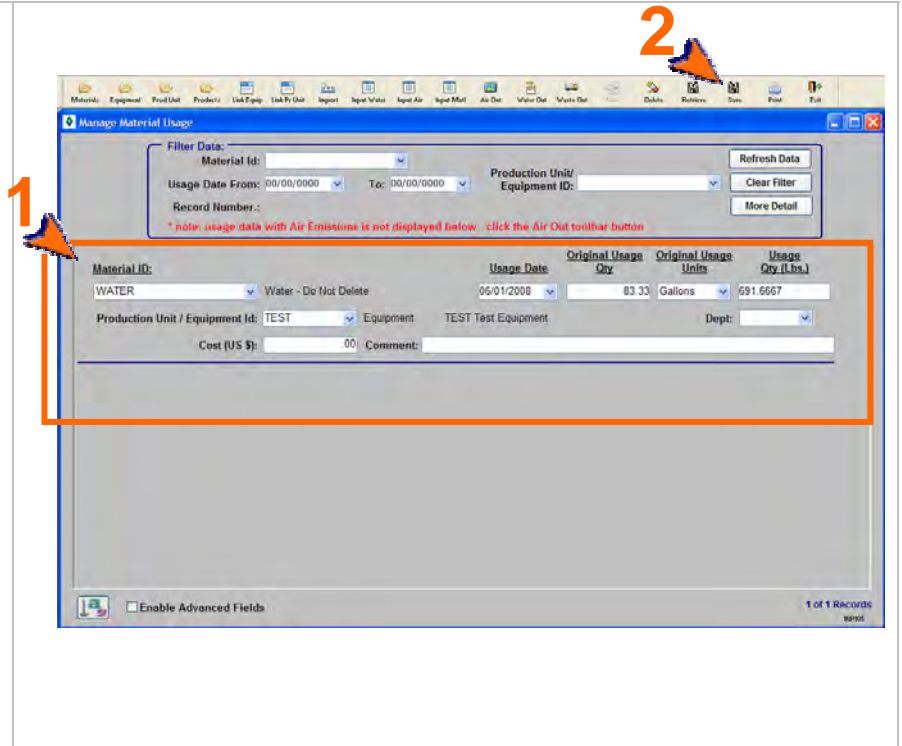 2
Materials Equipment Prod Unit Products Link Equip Link Pr Unit Import Input Water Input Air Input Matl Air Out Water Out Waste Out Delete Retrieve Save Print Exit
Manage Material Usage
Filter Data:
Material Id:
Usage Date From: 00/00/0000 To: 00/00/0000 Production Unit/ Equipment ID:
Record Number.:
Refresh Data
Clear Filter
More Detail
* note: usage data with Air Emissions is not displayed below click the Air Out toolbar button
1
Material ID: Usage Date Original Usage Qty Original Usage Units Usage Qty (Lbs.)
WATER Water - Do Not Delete 06/01/2008 83.33 Gallons 691.6667
Production Unit / Equipment Id: TEST Equipment TEST Test Equipment Dept:
Cost (US $): .00 Comment:
Enable Advanced Fields
1 of 1 Records